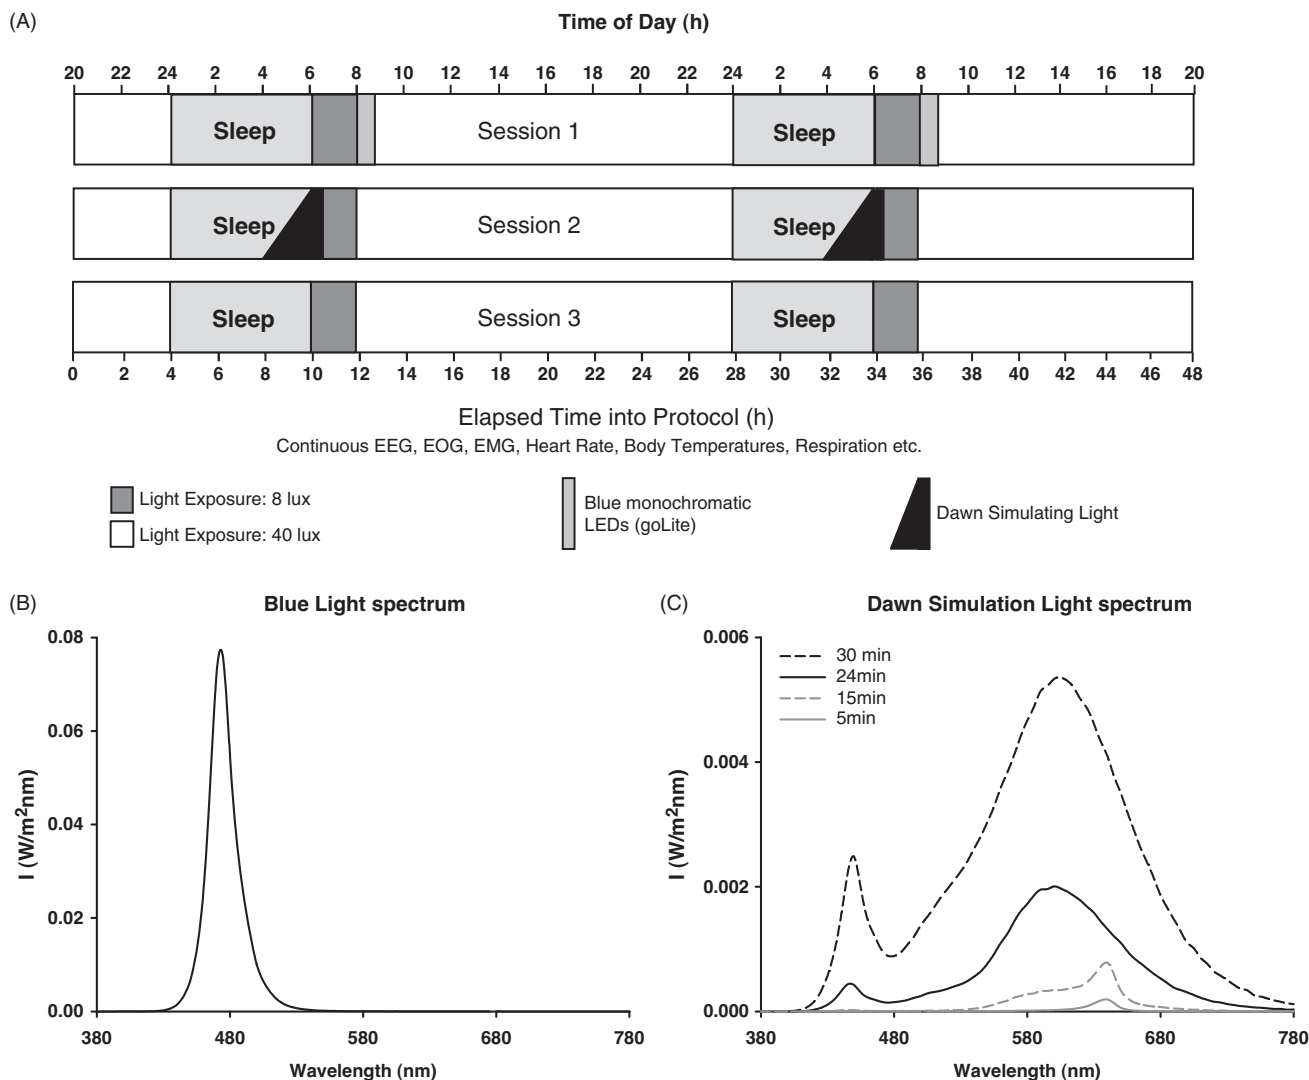 (A)
Time of Day (h)
20 22 24 2 4 6 8 10 12 14 16 18 20 22 24 2 4 6 8 10 12 14 16 18 20
Sleep Session 1 Sleep
Sleep Session 2 Sleep
Sleep Session 3 Sleep
0 2 4 6 8 10 12 14 16 18 20 22 24 26 28 30 32 34 36 38 40 42 44 46 48
Elapsed Time into Protocol (h)
Continuous EEG, EOG, EMG, Heart Rate, Body Temperatures, Respiration etc.
Light Exposure: 8 lux
Light Exposure: 40 lux
Blue monochromatic
LEDs (goLite)
Dawn Simulating Light
(B)
Blue Light spectrum
0.08
0.06
0.04
0.02
0.00
I (W/m²nm)
380 480 580 680 780
Wavelength (nm)
(C)
Dawn Simulation Light spectrum
30 min
24min
15min
5min
0.006
0.004
0.002
0.000
I (W/m²nm)
380 480 580 680 780
Wavelength (nm)